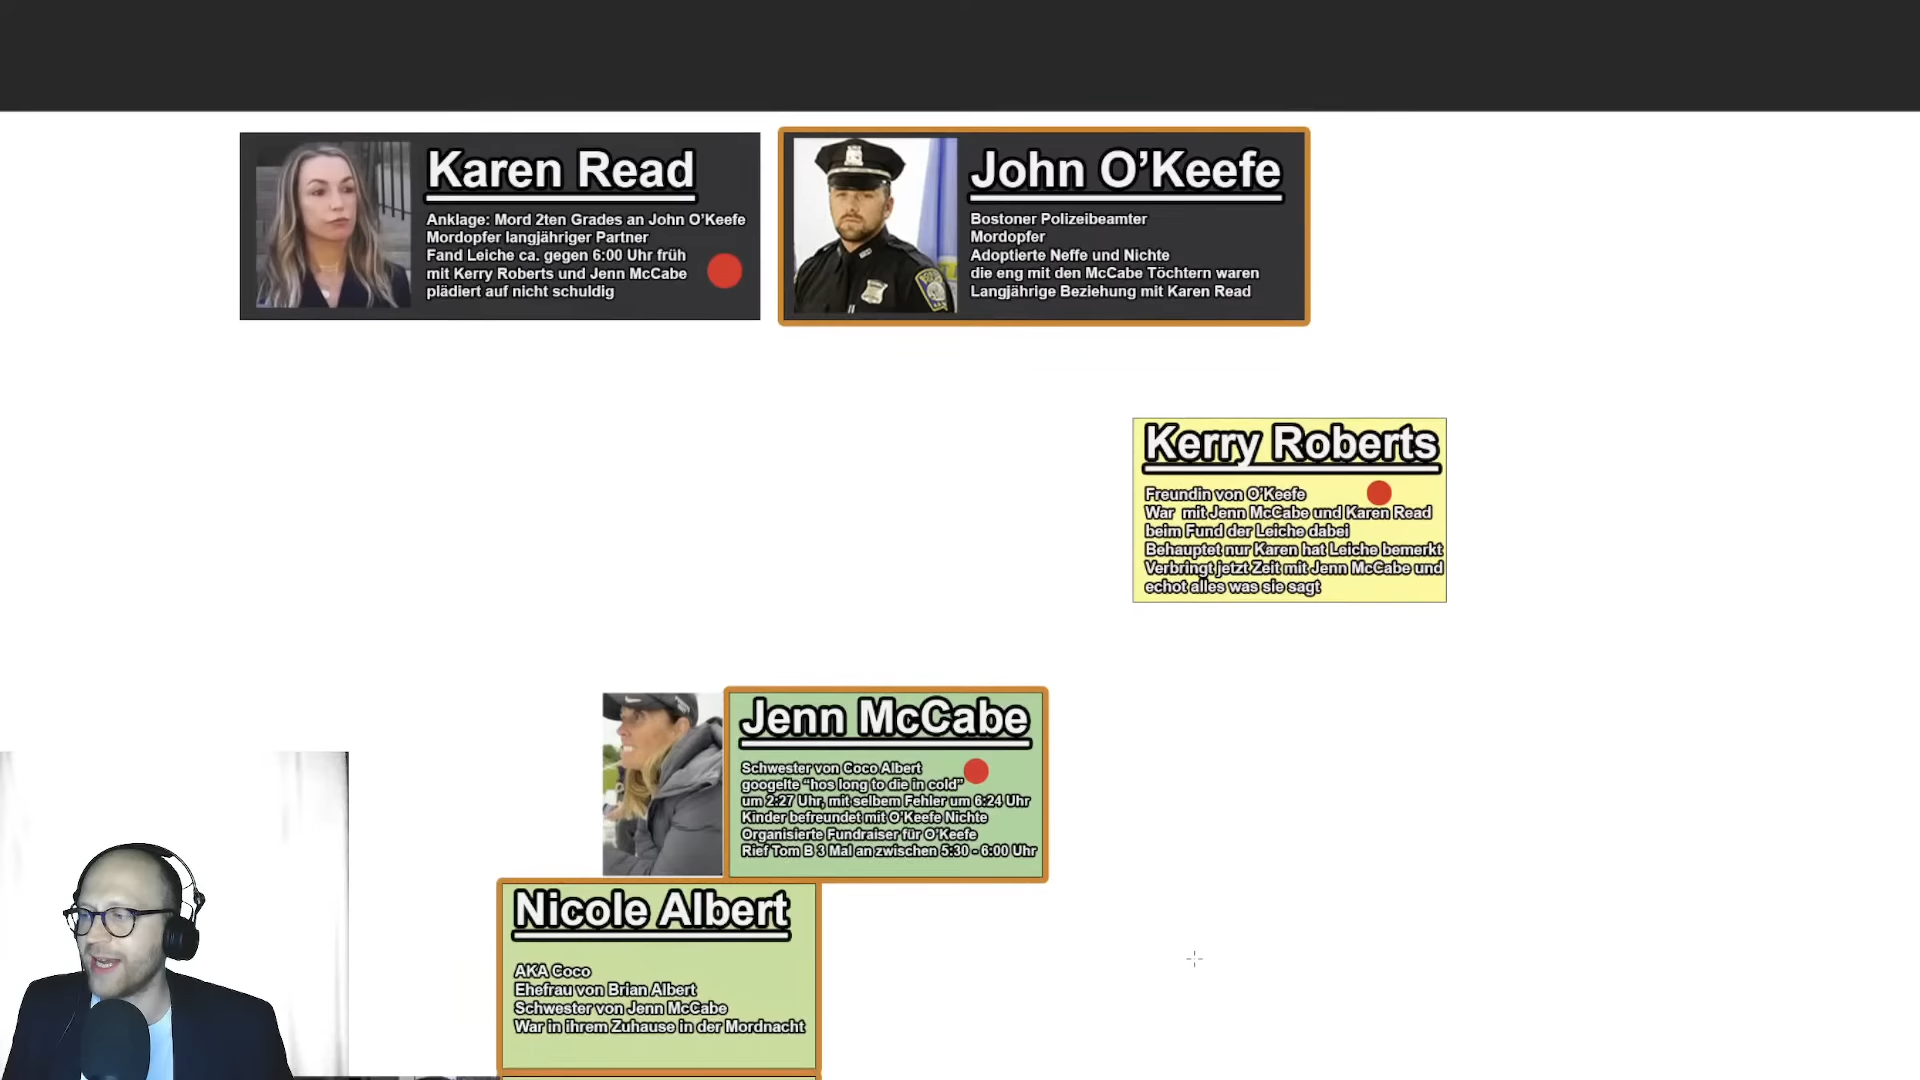 Karen Read
Anklage: Mord 2ten Grades an John O'Keefe
Mordopfer langjähriger Partner
Fand Leiche ca. gegen 6:00 Uhr früh
mit Kerry Roberts und Jenn McCabe
plädiert auf nicht schuldig
John O'Keefe
Bostoner Polizeibeamter
Mordopfer
Adoptierte Neffe und Nichte
die eng mit den McCabe Töchtern waren
Langjährige Beziehung mit Karen Read
Kerry Roberts
Freundin von O'Keefe
War mit Jenn McCabe und Karen Read
beim Fund der Leiche dabei
Behauptet nur Karen hat Leiche bemerkt
Verbringt jetzt Zeit mit Jenn McCabe und
echot alles was sie sagt
Jenn McCabe
Schwester von Coco Albert
googelte "hos long to die in cold"
um 2:27 Uhr, mit selbem Fehler um 6:24 Uhr
Kinder befreundet mit O'Keefe Nichte
Organisierte Fundraiser für O'Keefe
Rief Tom B 3 Mal an zwischen 5:30 - 6:00 Uhr
Nicole Albert
AKA Coco
Ehefrau von Brian Albert
Schwester von Jenn McCabe
War in ihrem Zuhause in der Mordnacht